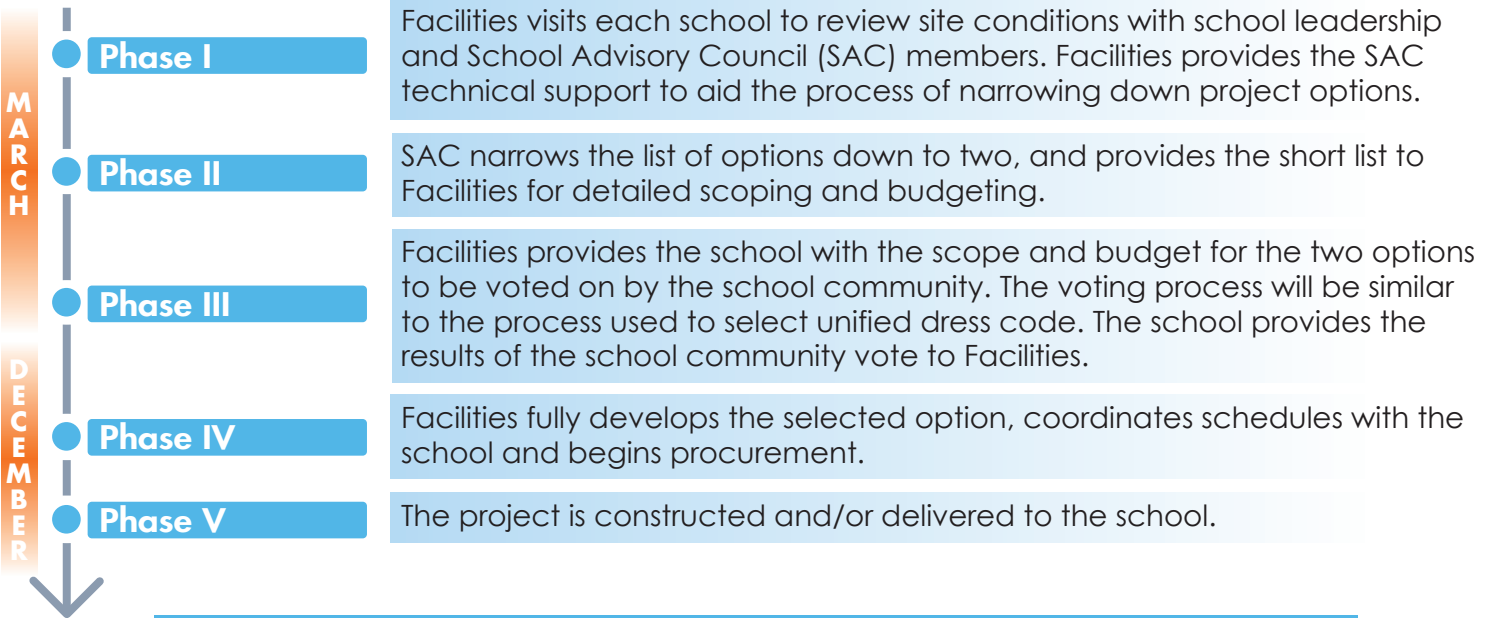 MARCH
DECEMBER
Phase I
Facilities visits each school to review site conditions with school leadership
and School Advisory Council (SAC) members. Facilities provides the SAC
technical support to aid the process of narrowing down project options.
Phase II
SAC narrows the list of options down to two, and provides the short list to
Facilities for detailed scoping and budgeting.
Phase III
Facilities provides the school with the scope and budget for the two options
to be voted on by the school community. The voting process will be similar
to the process used to select unified dress code. The school provides the
results of the school community vote to Facilities.
Phase IV
Facilities fully develops the selected option, coordinates schedules with the
school and begins procurement.
Phase V
The project is constructed and/or delivered to the school.